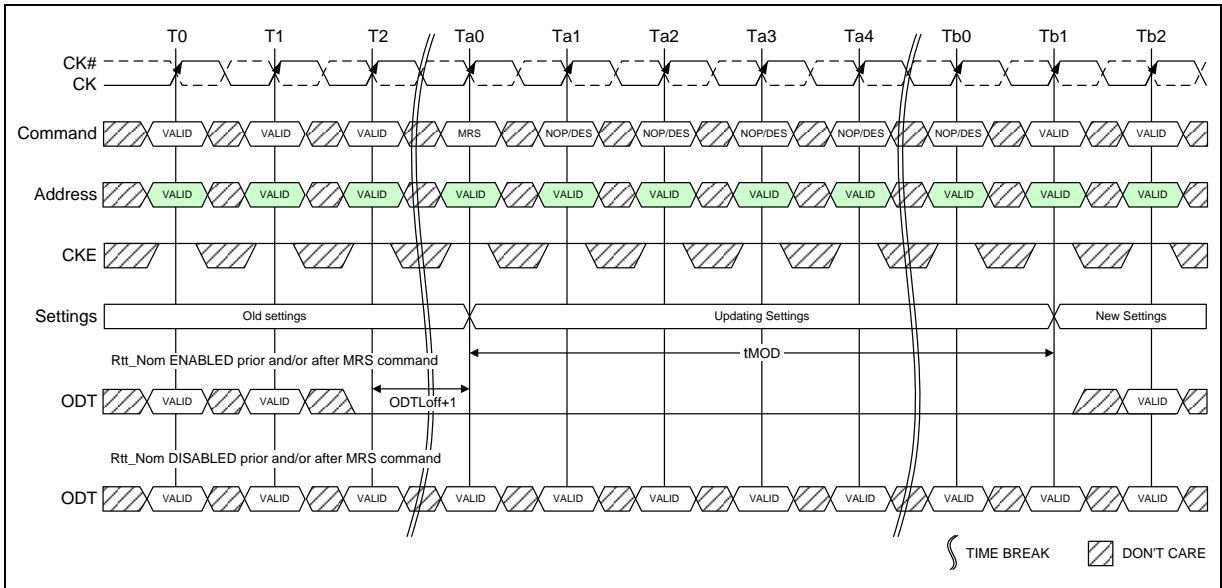 T0 T1 T2 Ta0 Ta1 Ta2 Ta3 Ta4 Tb0 Tb1 Tb2
CK#
CK
Command VALID VALID VALID MRS NOP/DES NOP/DES NOP/DES NOP/DES NOP/DES VALID VALID
Address VALID VALID VALID VALID VALID VALID VALID VALID VALID VALID VALID
CKE
Settings Old settings Updating Settings New Settings
Rtt_Nom ENABLED prior and/or after MRS command
tMOD
ODT VALID VALID ODTLoff+1 VALID
Rtt_Nom DISABLED prior and/or after MRS command
ODT VALID VALID VALID VALID VALID VALID VALID VALID VALID VALID VALID
TIME BREAK DON'T CARE